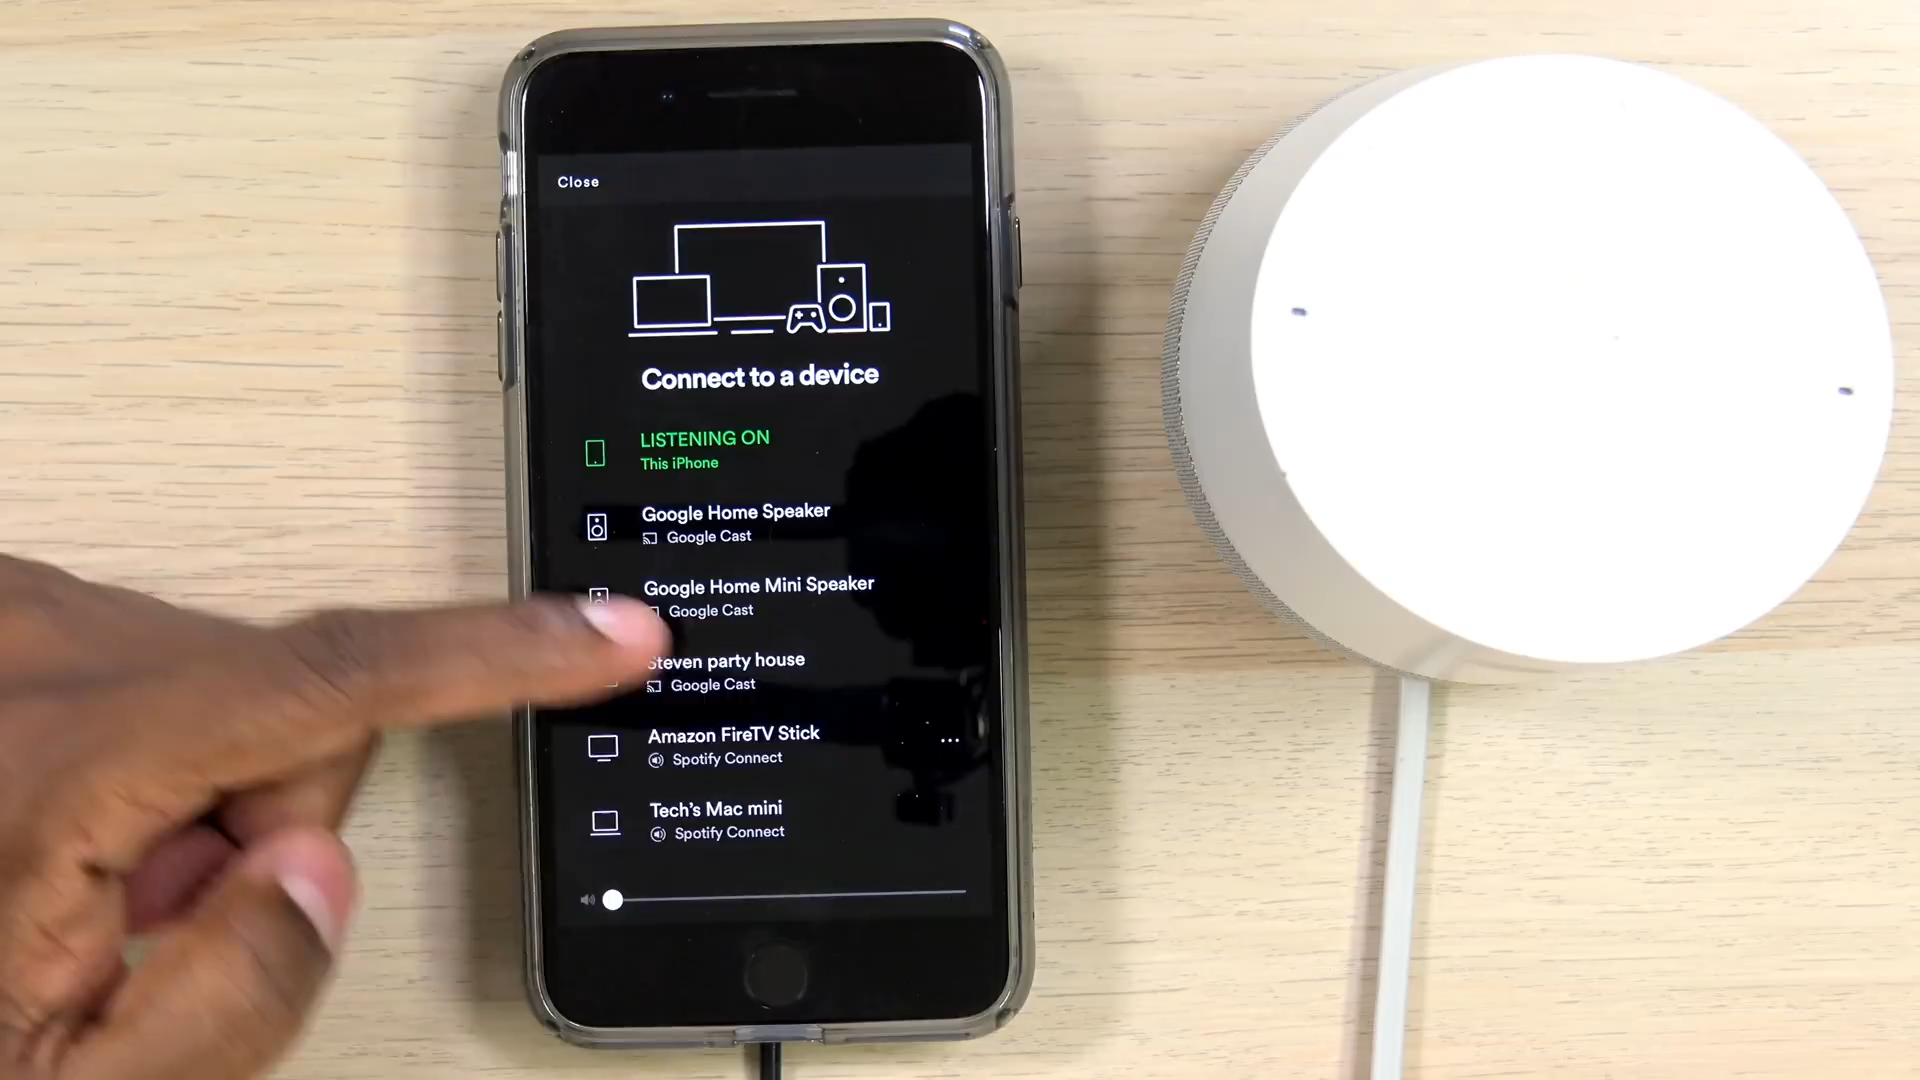 Close
Connect to a device
LISTENING ON
This iPhone
Google Home Speaker
Google Cast
Google Home Mini Speaker
Google Cast
Steven party house
Google Cast
Amazon FireTV Stick
Spotify Connect
Tech's Mac mini
Spotify Connect